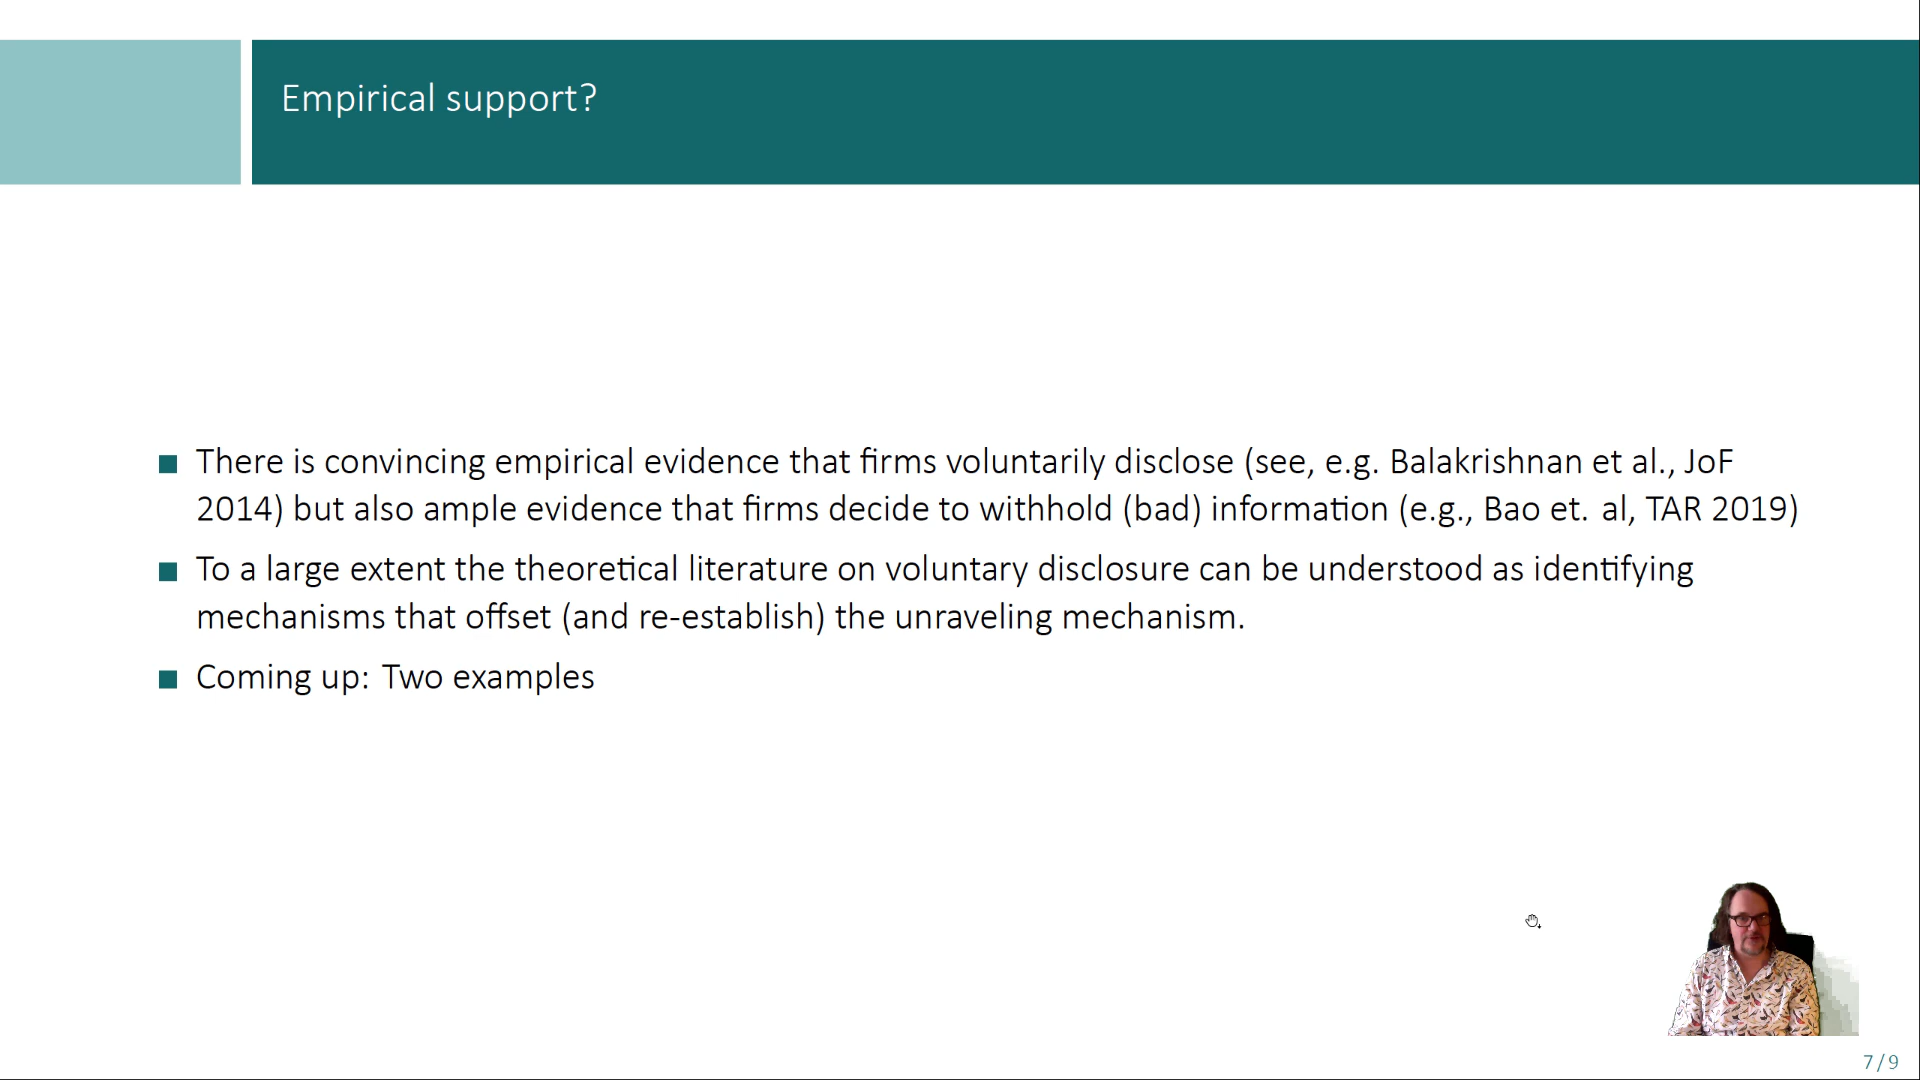 Empirical support?
There is convincing empirical evidence that firms voluntarily disclose (see, e.g. Balakrishnan et al., JoF
2014) but also ample evidence that firms decide to withhold (bad) information (e.g., Bao et. al, TAR 2019)
To a large extent the theoretical literature on voluntary disclosure can be understood as identifying
mechanisms that offset (and re-establish) the unraveling mechanism.
Coming up: Two examples
7/9